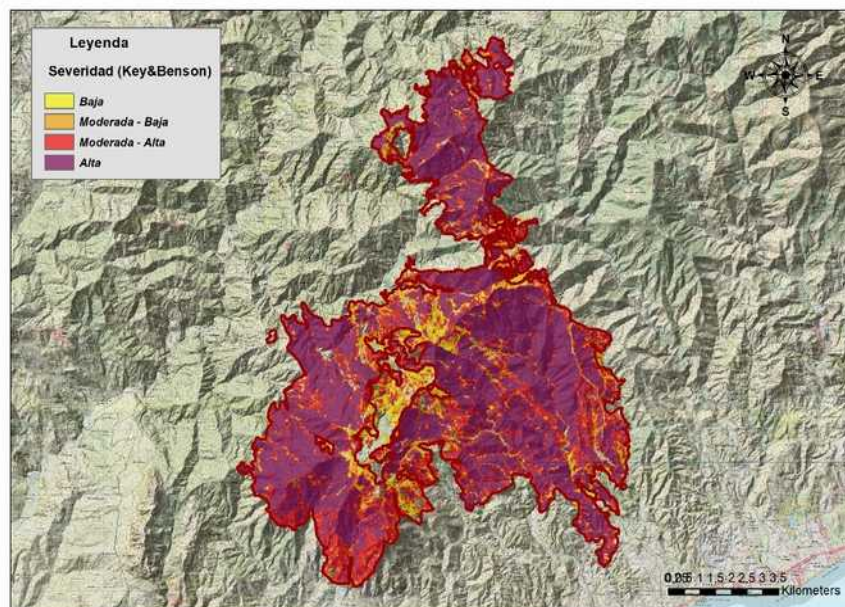 Leyenda
Severidad (Key&Benson)
Baja
Moderada - Baja
Moderada - Alta
Alta
N
W E
S
Kilometers